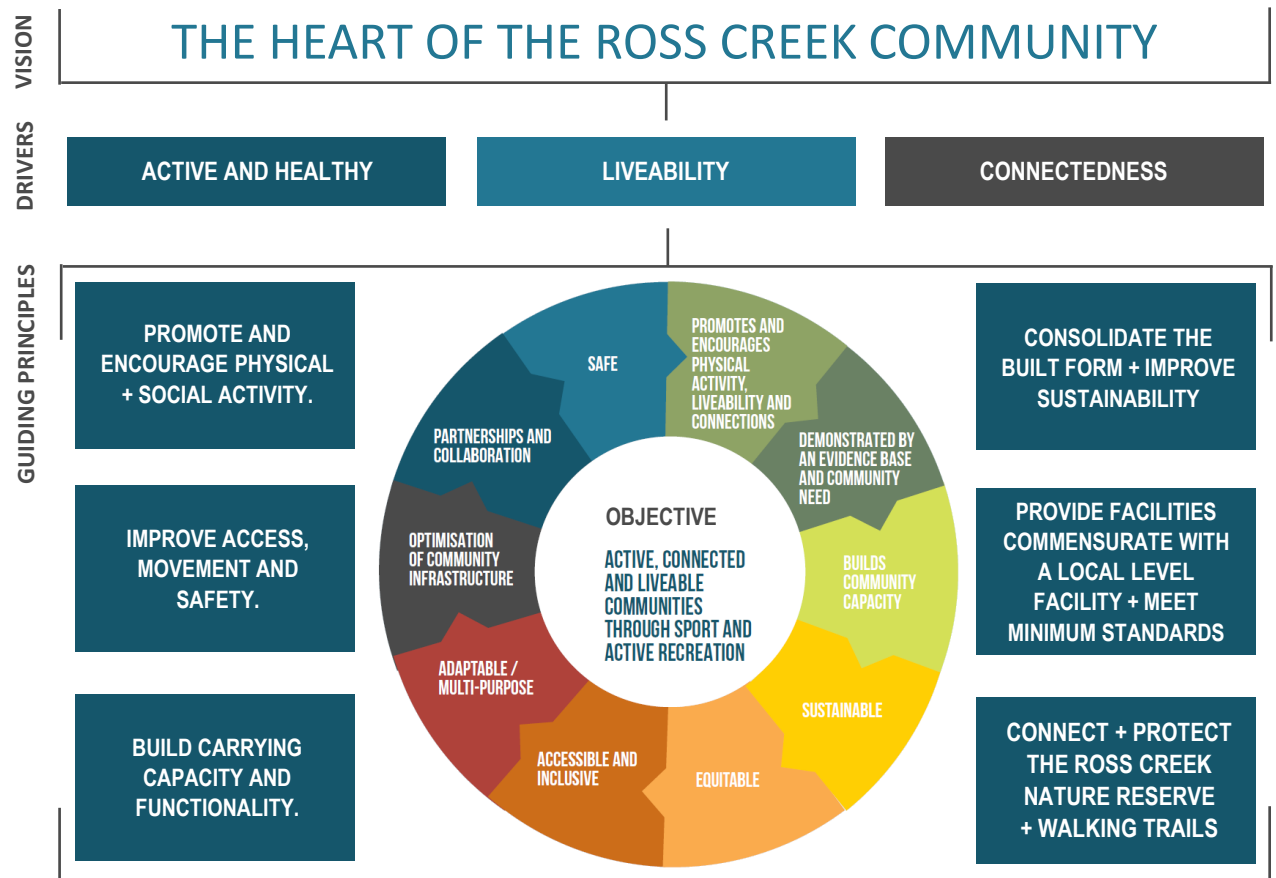 VISION
THE HEART OF THE ROSS CREEK COMMUNITY
DRIVERS
ACTIVE AND HEALTHY
LIVEABILITY
CONNECTEDNESS
GUIDING PRINCIPLES
PROMOTE AND
ENCOURAGE PHYSICAL
+ SOCIAL ACTIVITY.
IMPROVE ACCESS,
MOVEMENT AND
SAFETY.
BUILD CARRYING
CAPACITY AND
FUNCTIONALITY.
SAFE
PROMOTES AND
ENCOURAGES
PHYSICAL
ACTIVITY,
LIVEABILITY AND
CONNECTIONS
DEMONSTRATED BY
AN EVIDENCE BASE
AND COMMUNITY
NEED
BUILDS
COMMUNITY
CAPACITY
SUSTAINABLE
EQUITABLE
ACCESSIBLE AND
INCLUSIVE
ADAPTABLE /
MULTI-PURPOSE
OPTIMISATION
OF COMMUNITY
INFRASTRUCTURE
PARTNERSHIPS AND
COLLABORATION
OBJECTIVE
ACTIVE, CONNECTED
AND LIVEABLE
COMMUNITIES
THROUGH SPORT AND
ACTIVE RECREATION
CONSOLIDATE THE
BUILT FORM + IMPROVE
SUSTAINABILITY
PROVIDE FACILITIES
COMMENSURATE WITH
A LOCAL LEVEL
FACILITY + MEET
MINIMUM STANDARDS
CONNECT + PROTECT
THE ROSS CREEK
NATURE RESERVE
+ WALKING TRAILS